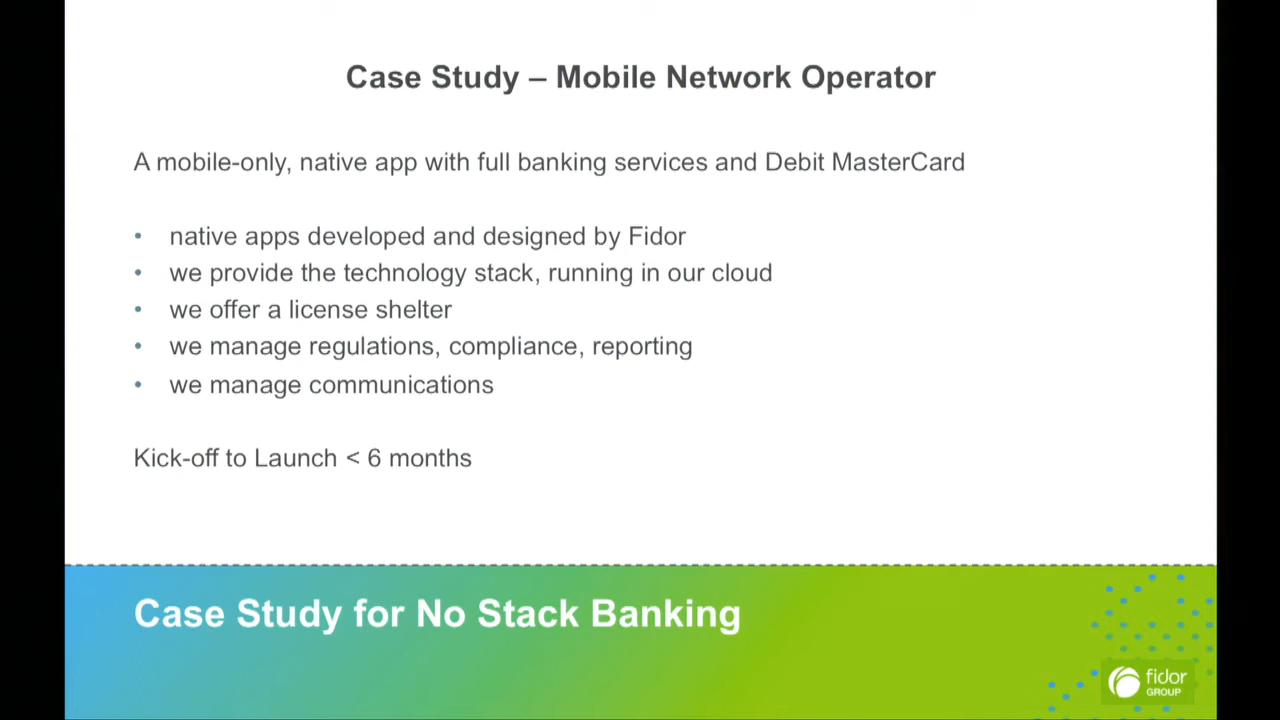 Case Study – Mobile Network Operator
A mobile-only, native app with full banking services and Debit MasterCard
• native apps developed and designed by Fidor
• we provide the technology stack, running in our cloud
• we offer a license shelter
• we manage regulations, compliance, reporting
• we manage communications
Kick-off to Launch < 6 months
Case Study for No Stack Banking
fidor
GROUP